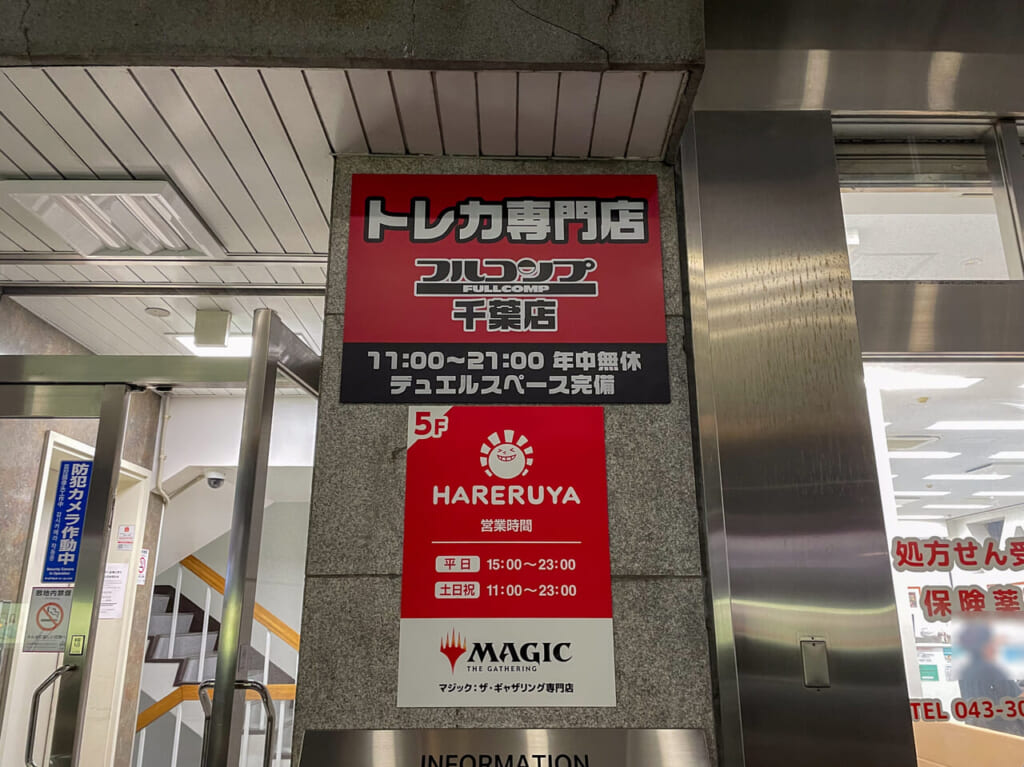 トレカ専門店
フルコンプ
FULLCOMP
千葉店
11:00～21:00 年中無休
デュエルスペース完備
5F
HARERUYA
営業時間
平日 15:00～23:00
土日祝 11:00～23:00
MAGIC
THE GATHERING
マジック：ザ・ギャザリング専門店
INFORMATION
防犯カメラ作動中
Security Camera
In Operation
敷地内禁煙
処方せん受
保険薬
TEL 043-30